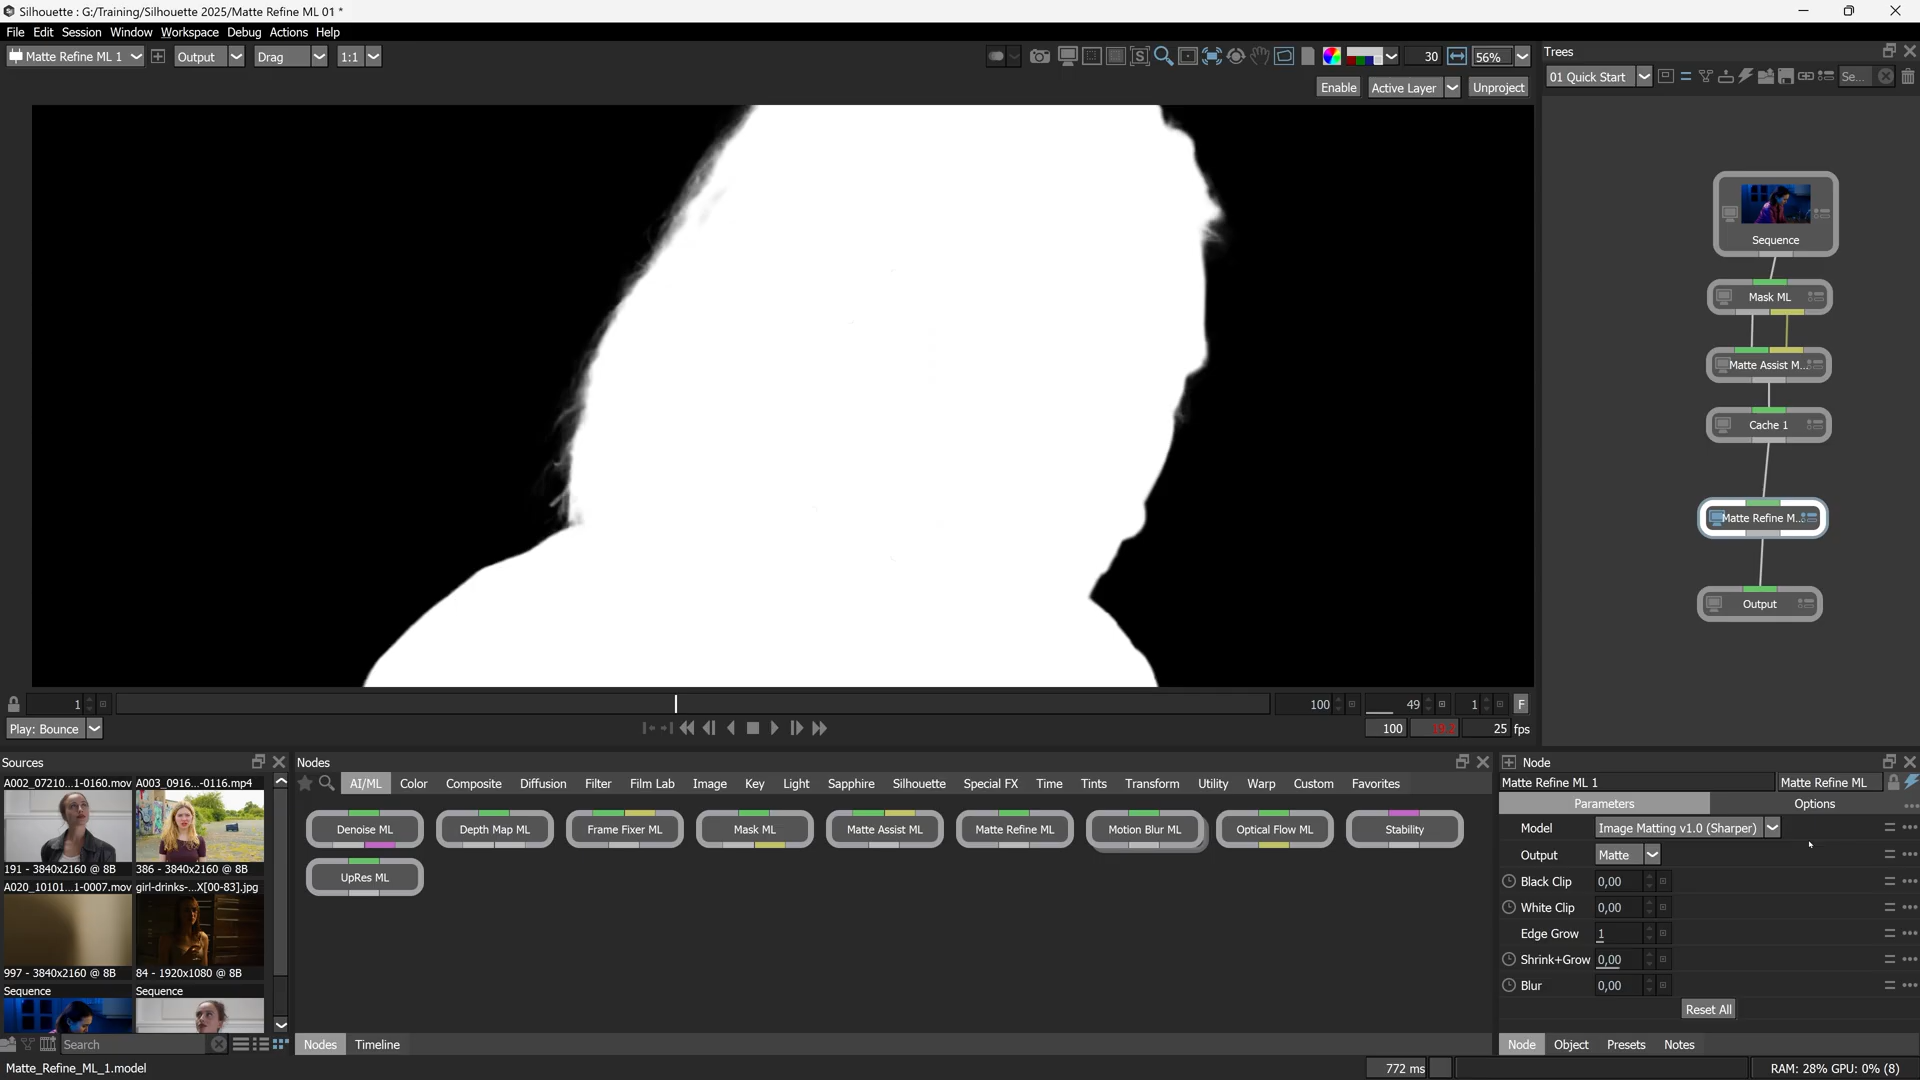 Silhouette : G:/Training/Silhouette 2025/Matte Refine ML 01 *
File Edit Session Window Workspace Debug Actions Help
Matte Refine ML 1 Output Drag 1:1 30 56%
Enable Active Layer Unproject
Trees
01 Quick Start Se...
Sequence
Mask ML
Matte Assist M...
Cache 1
Matte Refine M...
Output
1 100 49 1 F
Play: Bounce 100 25 fps
Sources
A002_07210...1-0160.mov A003_0916...-0116.mp4
191 - 3840x2160 @ 8B 386 - 3840x2160 @ 8B
A020_10101...1-0007.mov girl-drinks-...X[00-83].jpg
997 - 3840x2160 @ 8B 84 - 1920x1080 @ 8B
Sequence Sequence
Search
Nodes
AI/ML Color Composite Diffusion Filter Film Lab Image Key Light Sapphire Silhouette Special FX Time Tints Transform Utility Warp Custom Favorites
Denoise ML Depth Map ML Frame Fixer ML Mask ML Matte Assist ML Matte Refine ML Motion Blur ML Optical Flow ML Stability
UpRes ML
Nodes Timeline
Node
Matte Refine ML 1 Matte Refine ML
Parameters Options
Model Image Matting v1.0 (Sharper)
Output Matte
Black Clip 0,00
White Clip 0,00
Edge Grow 1
Shrink+Grow 0,00
Blur 0,00
Reset All
Node Object Presets Notes
Matte_Refine_ML_1.model 772 ms RAM: 28% GPU: 0% (8)